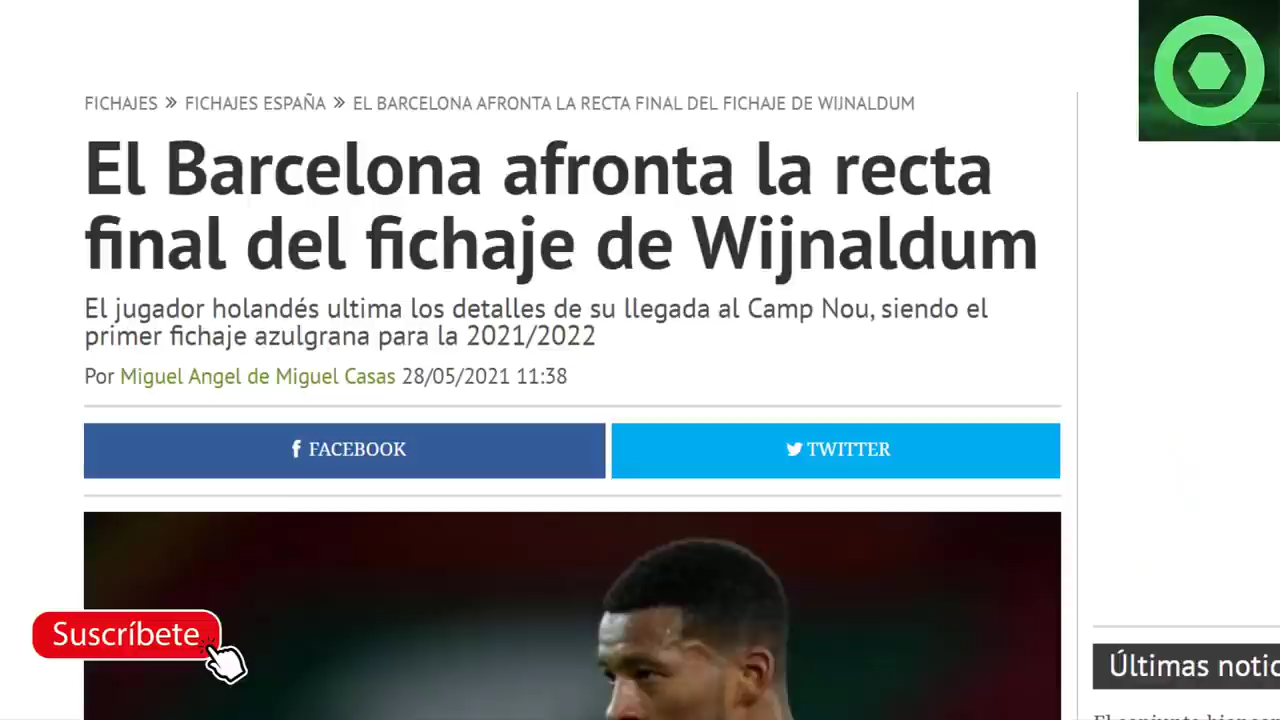 FICHAJES » FICHAJES ESPAÑA » EL BARCELONA AFRONTA LA RECTA FINAL DEL FICHAJE DE WIJNALDUM
El Barcelona afronta la recta
final del fichaje de Wijnaldum
El jugador holandés ultima los detalles de su llegada al Camp Nou, siendo el
primer fichaje azulgrana para la 2021/2022
Por Miguel Angel de Miguel Casas 28/05/2021 11:38
FACEBOOK
TWITTER
Suscríbete
Últimas